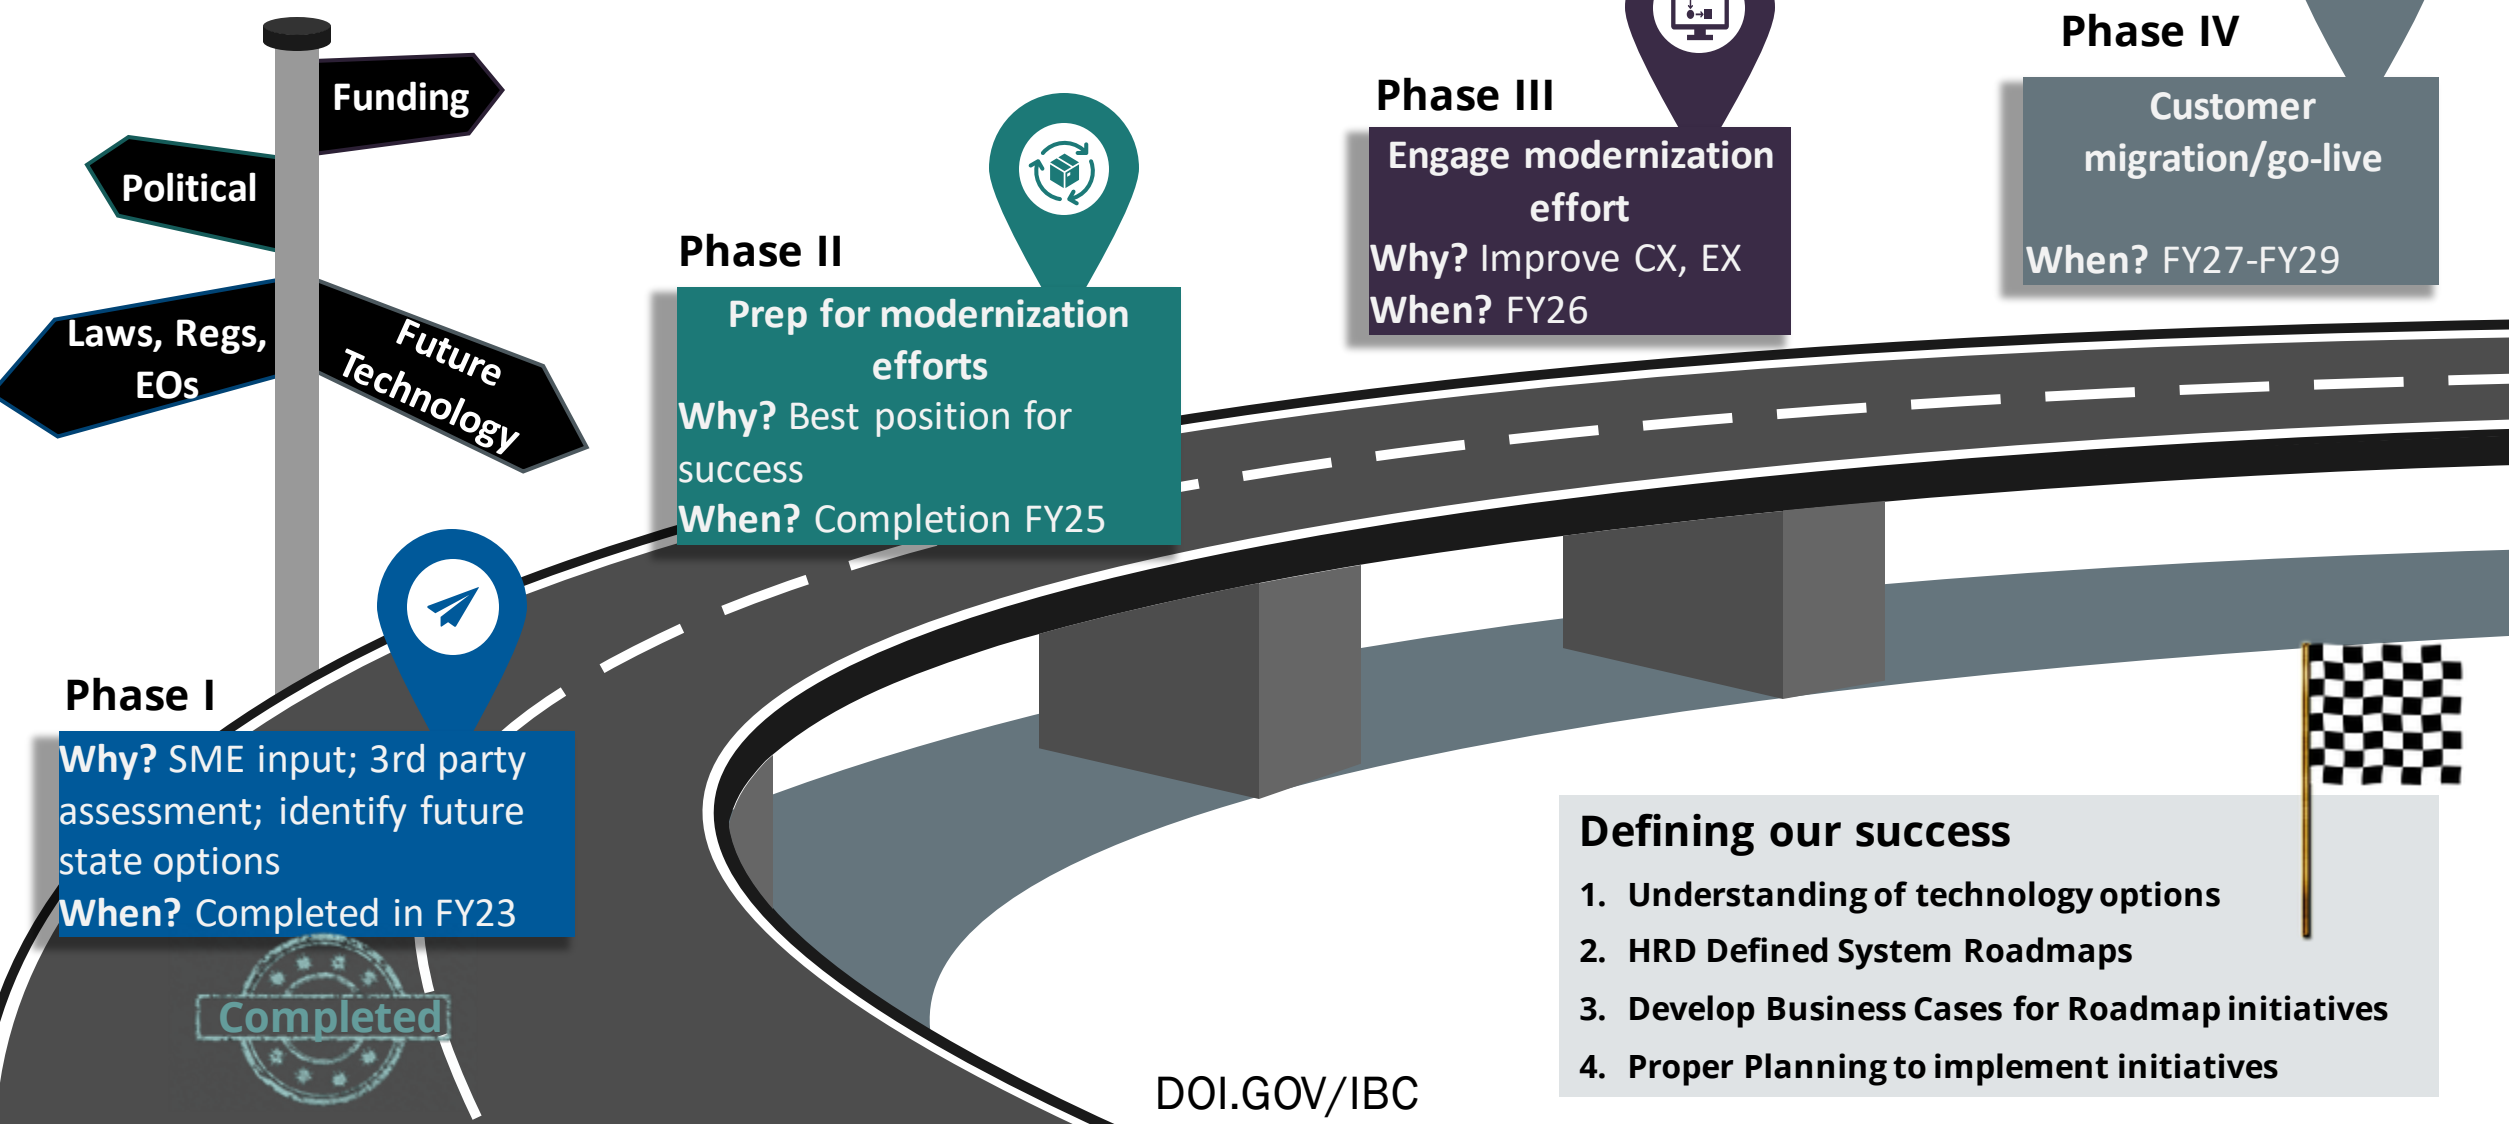 Funding
Political
Laws, Regs,
EOs
Future
Technology
Phase I
Why? SME input; 3rd party
assessment; identify future
state options
When? Completed in FY23
Completed
Phase II
Prep for modernization
efforts
Why? Best position for
success
When? Completion FY25
Phase III
Engage modernization
effort
Why? Improve CX, EX
When? FY26
Phase IV
Customer
migration/go-live
When? FY27-FY29
Defining our success
1. Understanding of technology options
2. HRD Defined System Roadmaps
3. Develop Business Cases for Roadmap initiatives
4. Proper Planning to implement initiatives
DOI.GOV/IBC